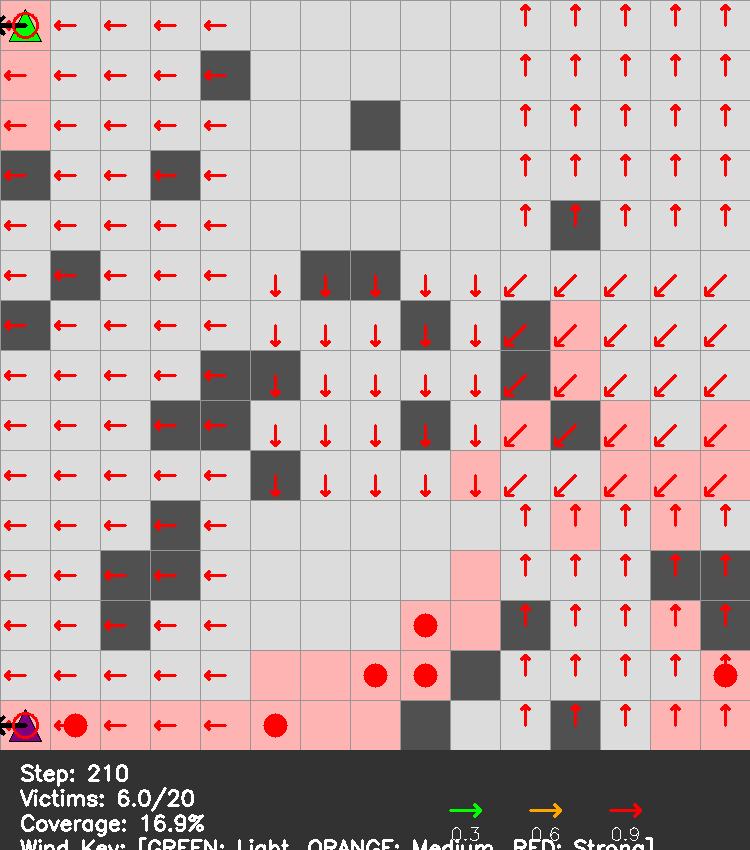 Step: 210
Victims: 6.0/20
Coverage: 16.9%
0.3 0.6 0.9
Wind Key: [GREEN: Light, ORANGE: Medium, RED: Strong]